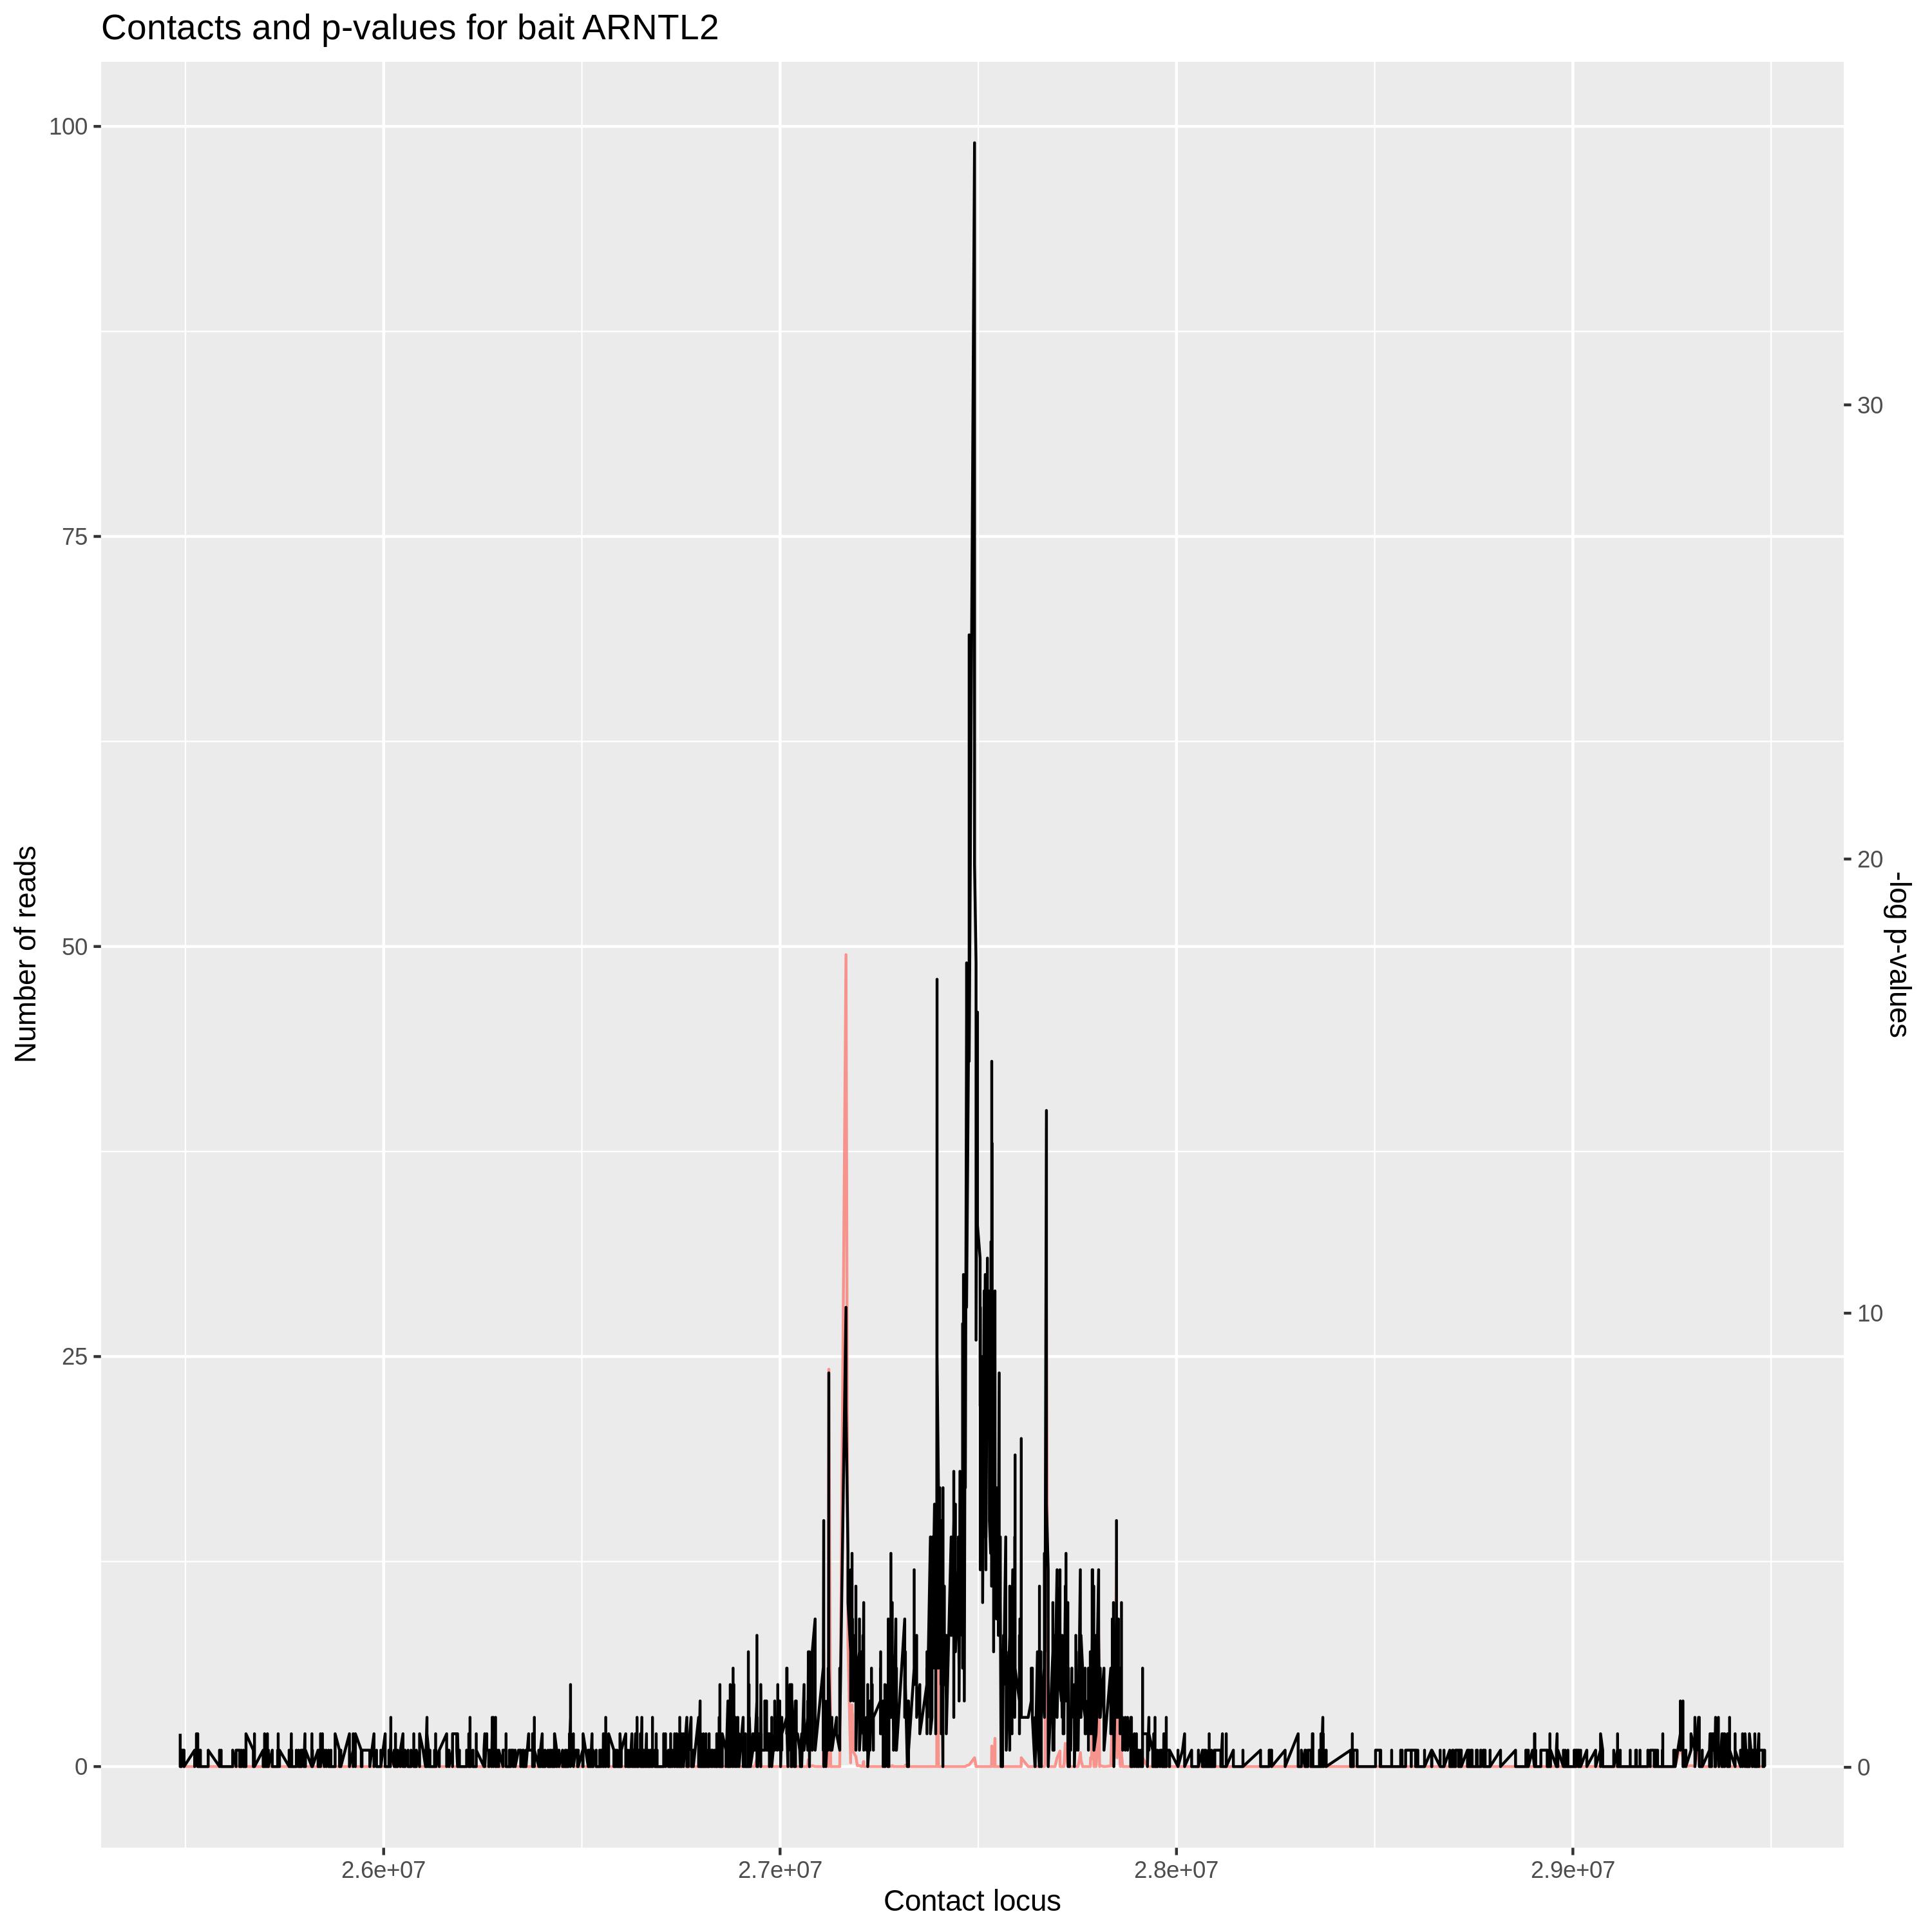 Contacts and p-values for bait ARNTL2
100
75
50
25
0
Number of reads
30
20
10
0
-log p-values
2.6e+07
2.7e+07
2.8e+07
2.9e+07
Contact locus